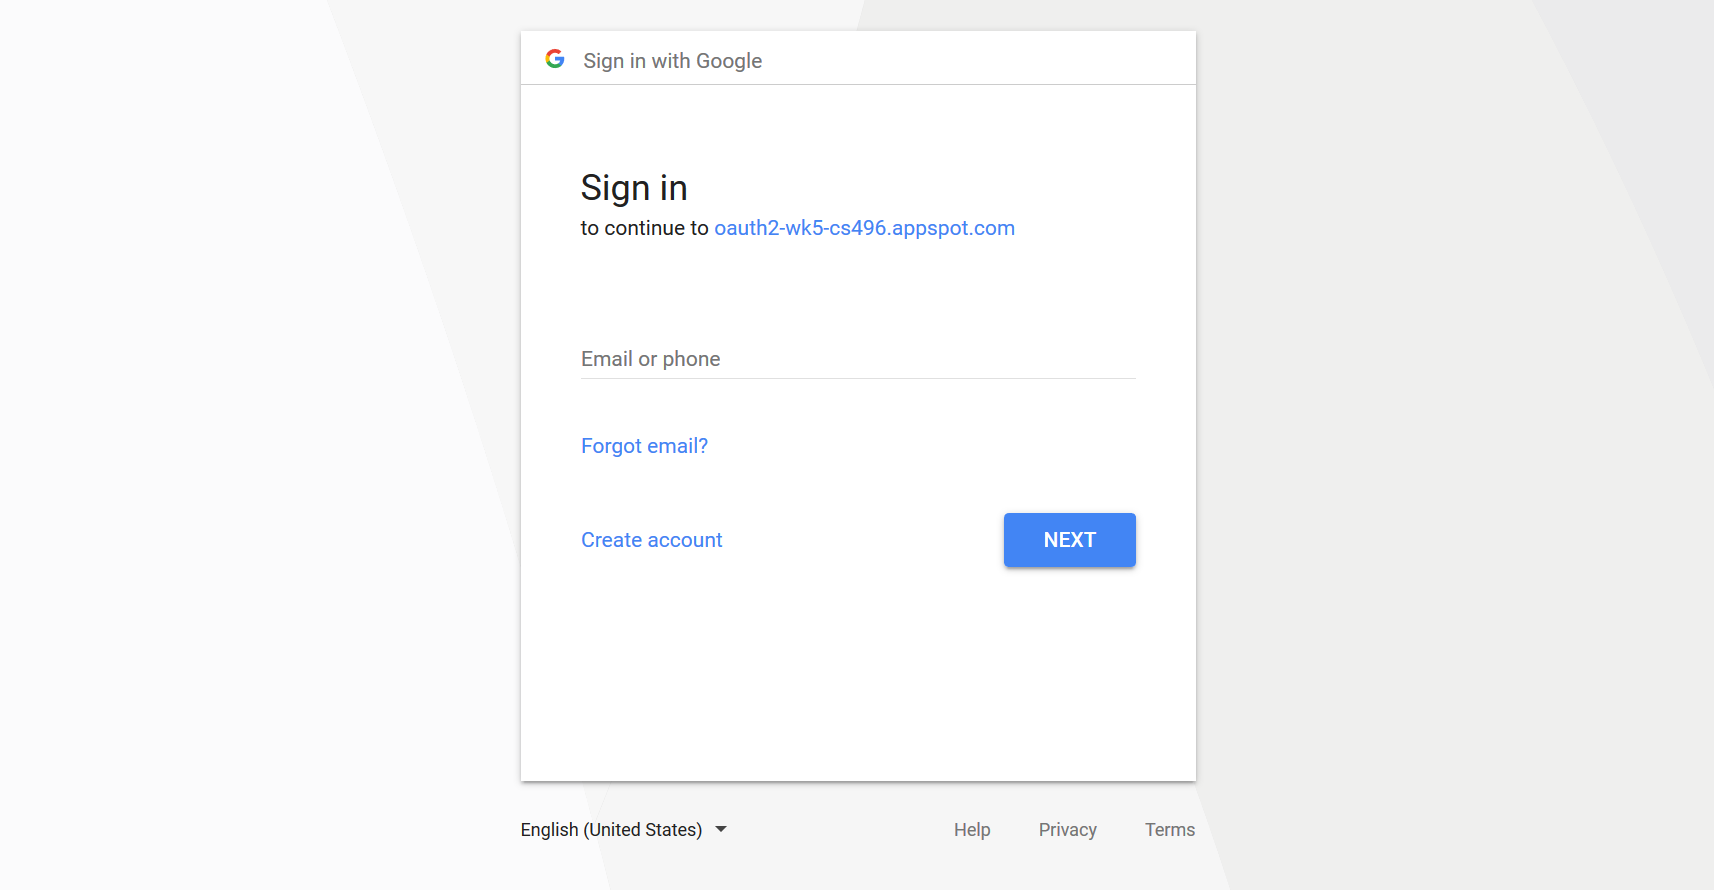 Sign in with Google
Sign in
to continue to oauth2-wk5-cs496.appspot.com
Email or phone
Forgot email?
Create account
NEXT
English (United States)
Help
Privacy
Terms